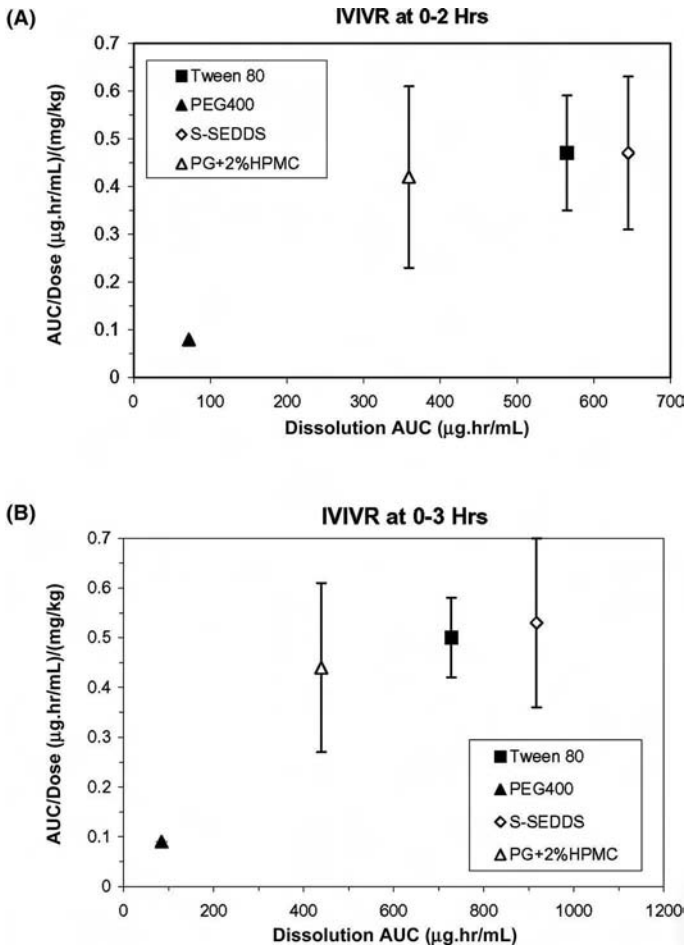 (A)
IVIVR at 0-2 Hrs
0.7
0.6
0.5
0.4
0.3
0.2
0.1
0
AUC/Dose (μg.hr/mL)/(mg/kg)
Tween 80
PEG400
S-SEDDS
PG+2%HPMC
0 100 200 300 400 500 600 700
Dissolution AUC (μg.hr/mL)
(B)
IVIVR at 0-3 Hrs
0.7
0.6
0.5
0.4
0.3
0.2
0.1
0
AUC/Dose (μg.hr/mL)/(mg/kg)
Tween 80
PEG400
S-SEDDS
PG+2%HPMC
0 200 400 600 800 1000 1200
Dissolution AUC (μg.hr/mL)